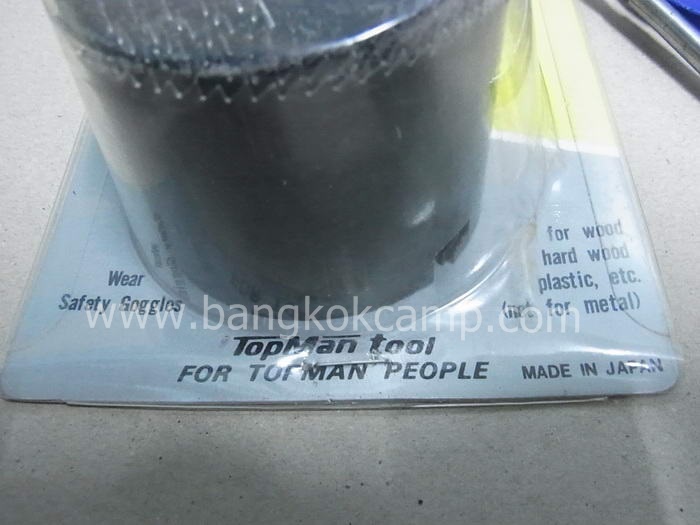 for wood
hard wood
plastic, etc.
(not for metal)
Wear
Safety Goggles
www.bangkokcamp.com
TopMan tool
FOR TOPMAN PEOPLE
MADE IN JAPAN